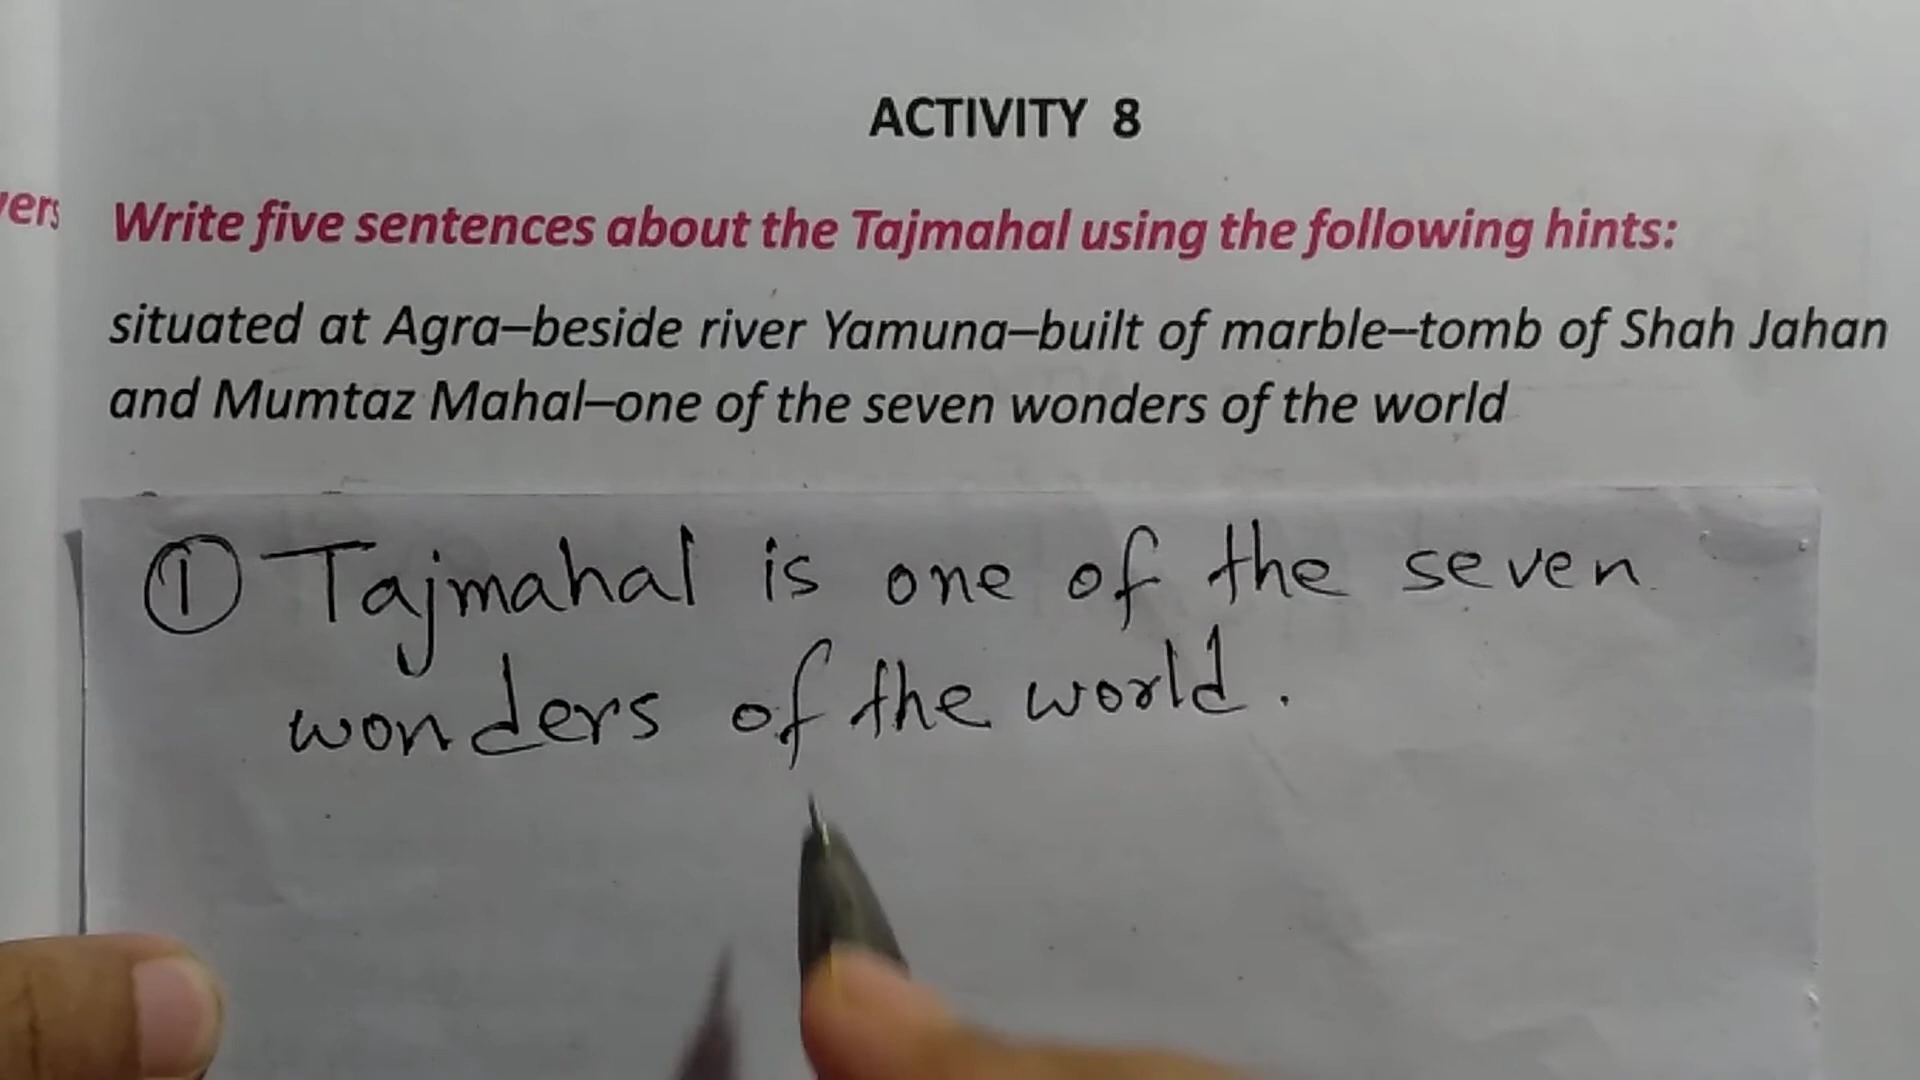 ACTIVITY 8
vers
Write five sentences about the Tajmahal using the following hints:
situated at Agra–beside river Yamuna–built of marble–tomb of Shah Jahan
and Mumtaz Mahal–one of the seven wonders of the world
① Tajmahal is one of the seven
wonders of the world.